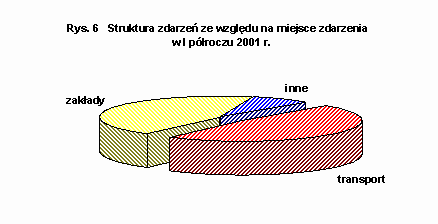 Rys. 6 Struktura zdarzeń ze względu na miejsce zdarzenia
w I półroczu 2001 r.
inne
zakłady
transport